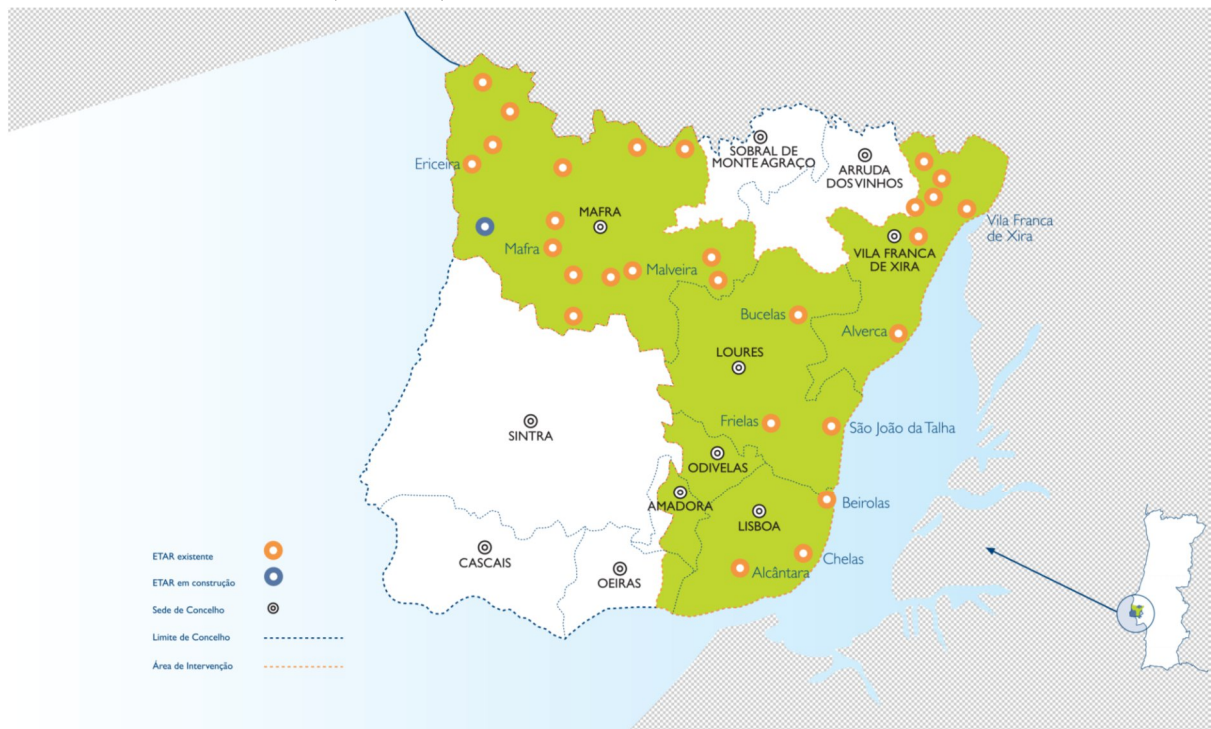 SOBRAL DE
MONTE AGRAÇO
ARRUDA
DOS VINHOS
Ericeira
MAFRA
Vila Franca
de Xira
Mafra
VILA FRANCA
DE XIRA
Malveira
Bucelas
Alverca
LOURES
Frielas
São João da Talha
SINTRA
ODIVELAS
AMADORA
Beirolas
LISBOA
CASCAIS
Chelas
OEIRAS
Alcântara
ETAR existente
ETAR em construção
Sede de Concelho
Limite de Concelho
Área de Intervenção